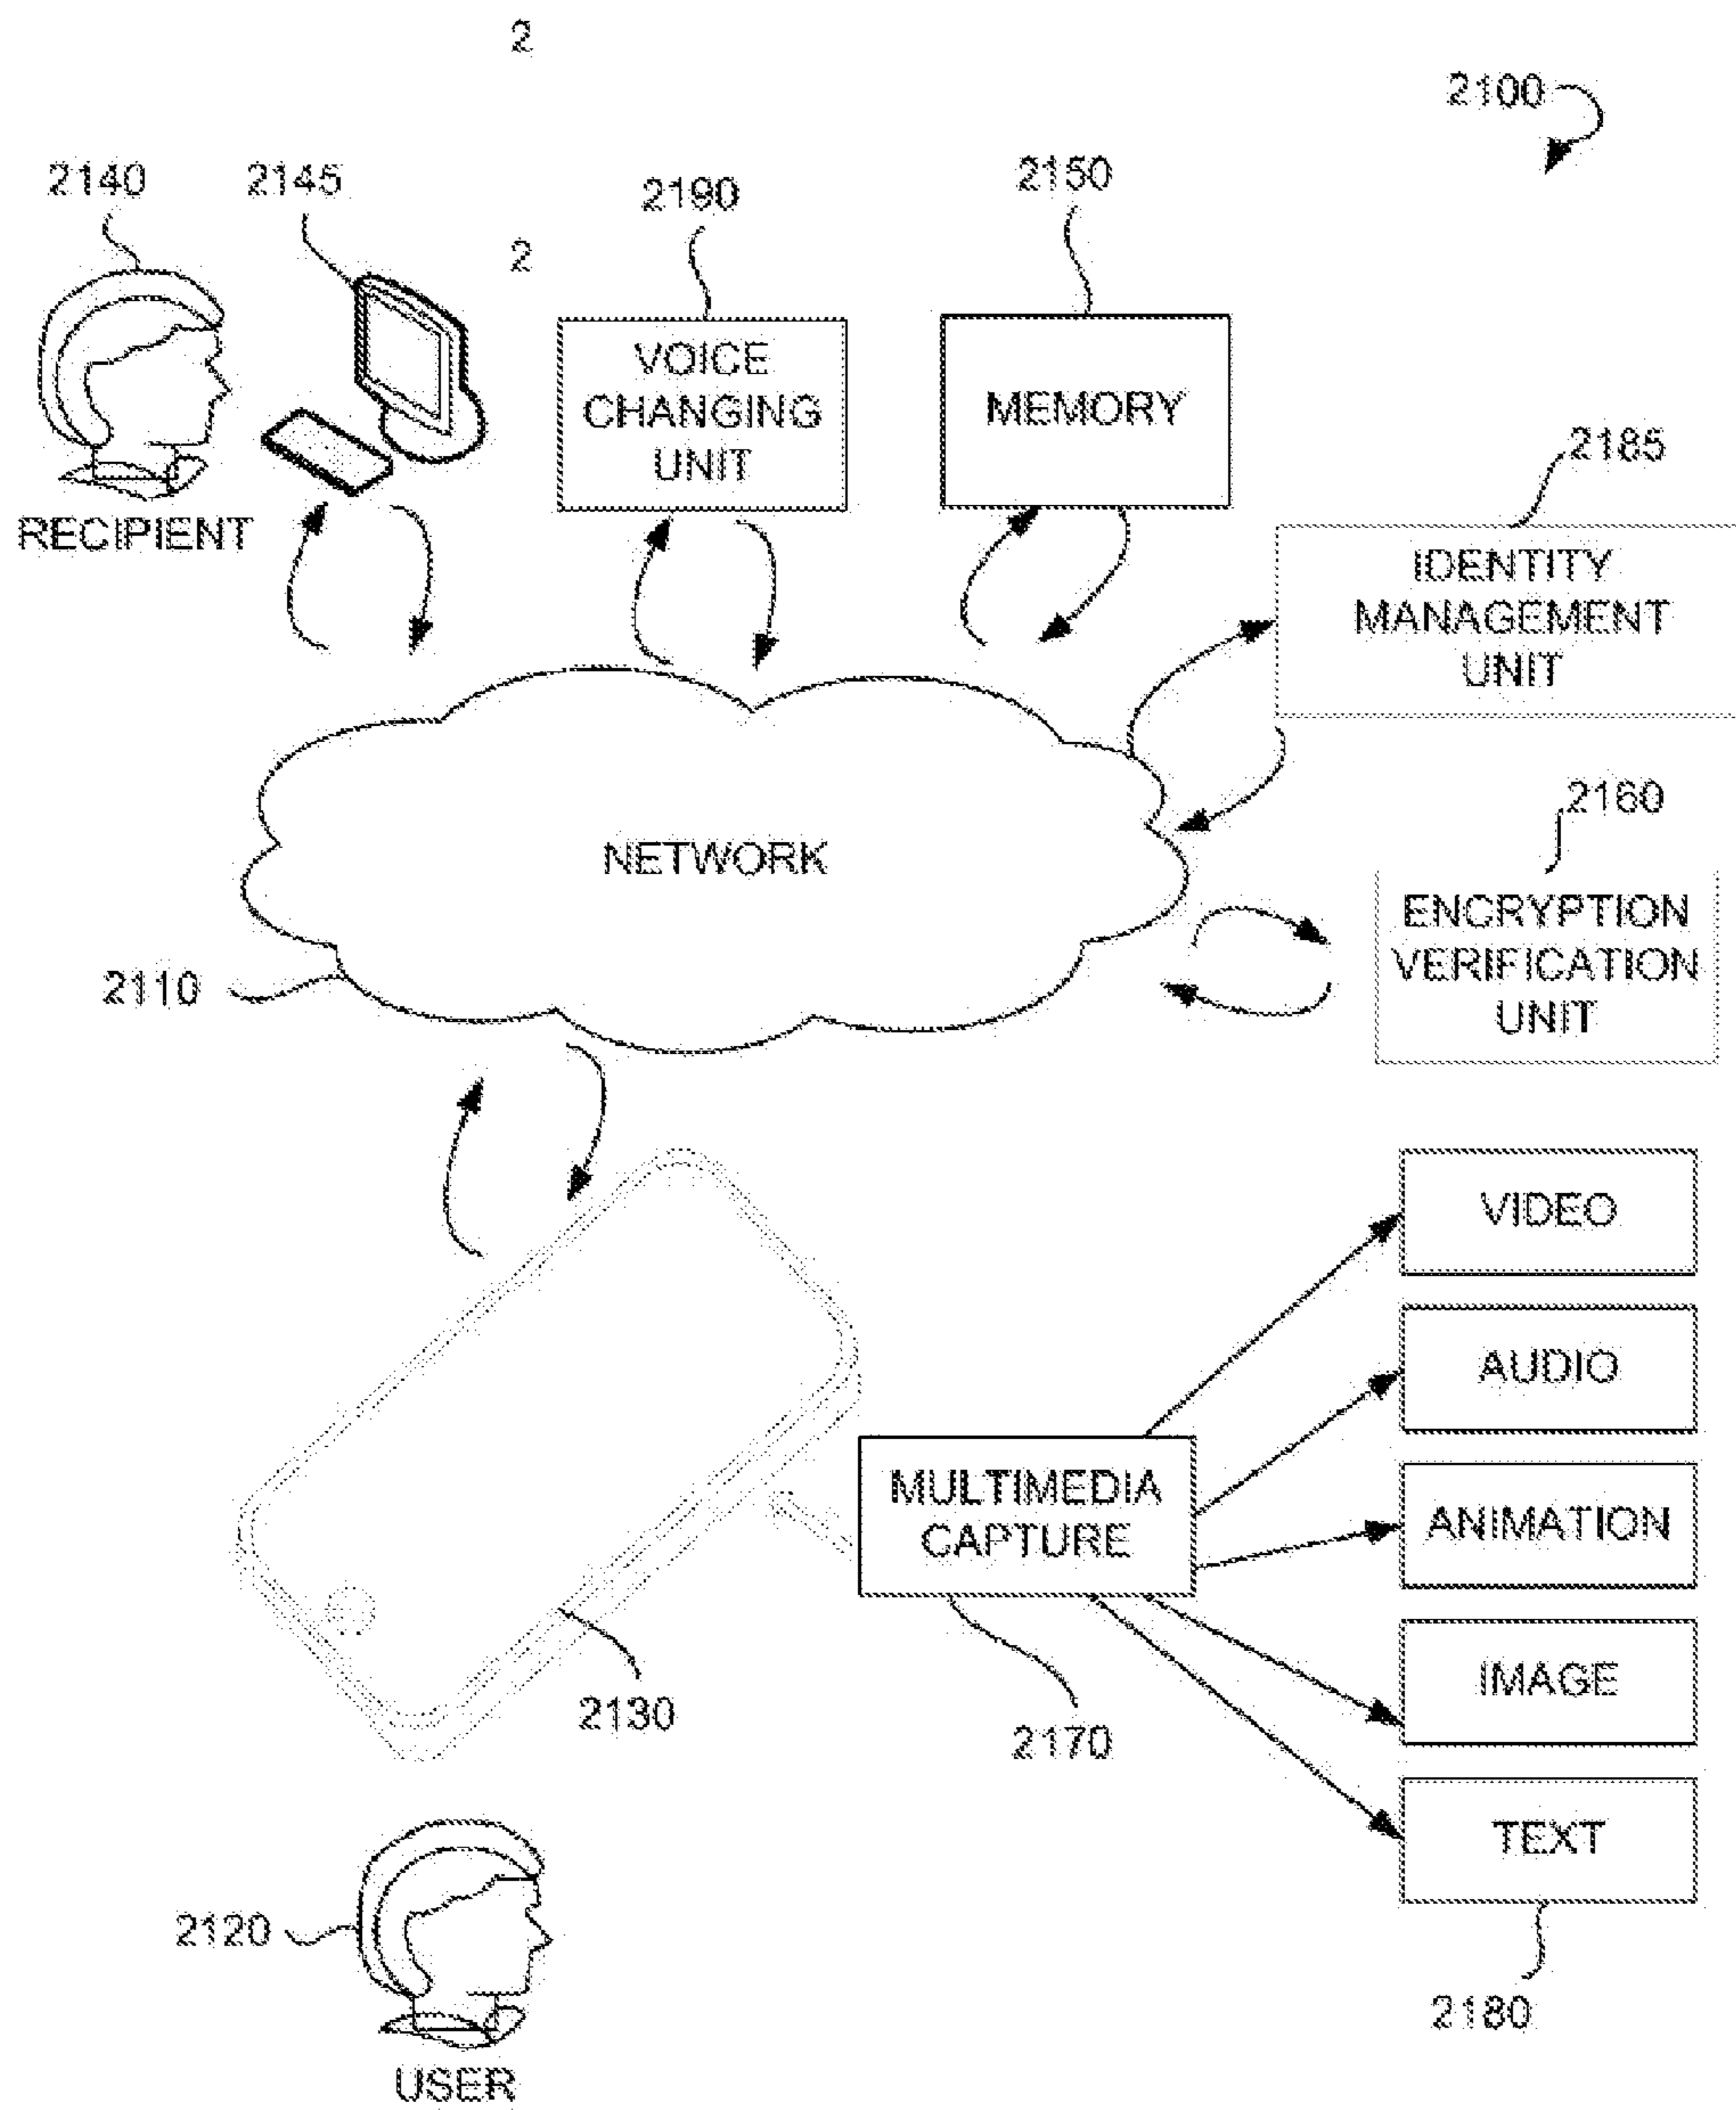 2
2100
2140
2145
2190
2150
2
VOICE
CHANGING
UNIT
MEMORY
2185
RECIPIENT
IDENTITY
MANAGEMENT
UNIT
2160
NETWORK
ENCRYPTION
VERIFICATION
UNIT
2110
VIDEO
AUDIO
MULTIMEDIA
CAPTURE
ANIMATION
IMAGE
2130
2170
TEXT
2120
2180
USER